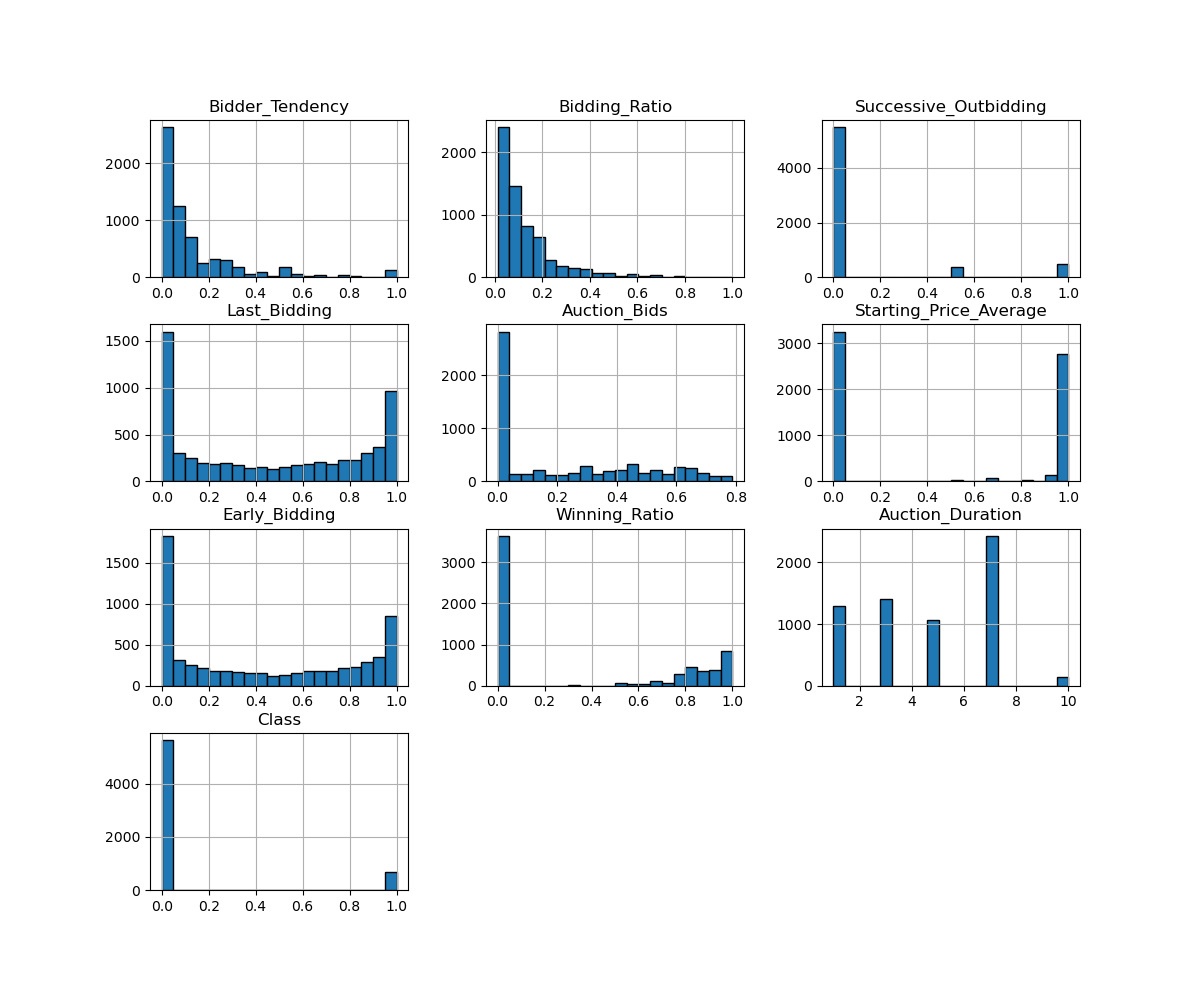 Bidder_Tendency
2000
1000
0
0.0 0.2 0.4 0.6 0.8 1.0
Bidding_Ratio
2000
1000
0
0.0 0.2 0.4 0.6 0.8 1.0
Successive_Outbidding
4000
2000
0
0.0 0.2 0.4 0.6 0.8 1.0
Last_Bidding
1500
1000
500
0
0.0 0.2 0.4 0.6 0.8 1.0
Auction_Bids
2000
1000
0
0.0 0.2 0.4 0.6 0.8
Starting_Price_Average
3000
2000
1000
0
0.0 0.2 0.4 0.6 0.8 1.0
Early_Bidding
1500
1000
500
0
0.0 0.2 0.4 0.6 0.8 1.0
Winning_Ratio
3000
2000
1000
0
0.0 0.2 0.4 0.6 0.8 1.0
Auction_Duration
2000
1000
0
2 4 6 8 10
Class
4000
2000
0
0.0 0.2 0.4 0.6 0.8 1.0